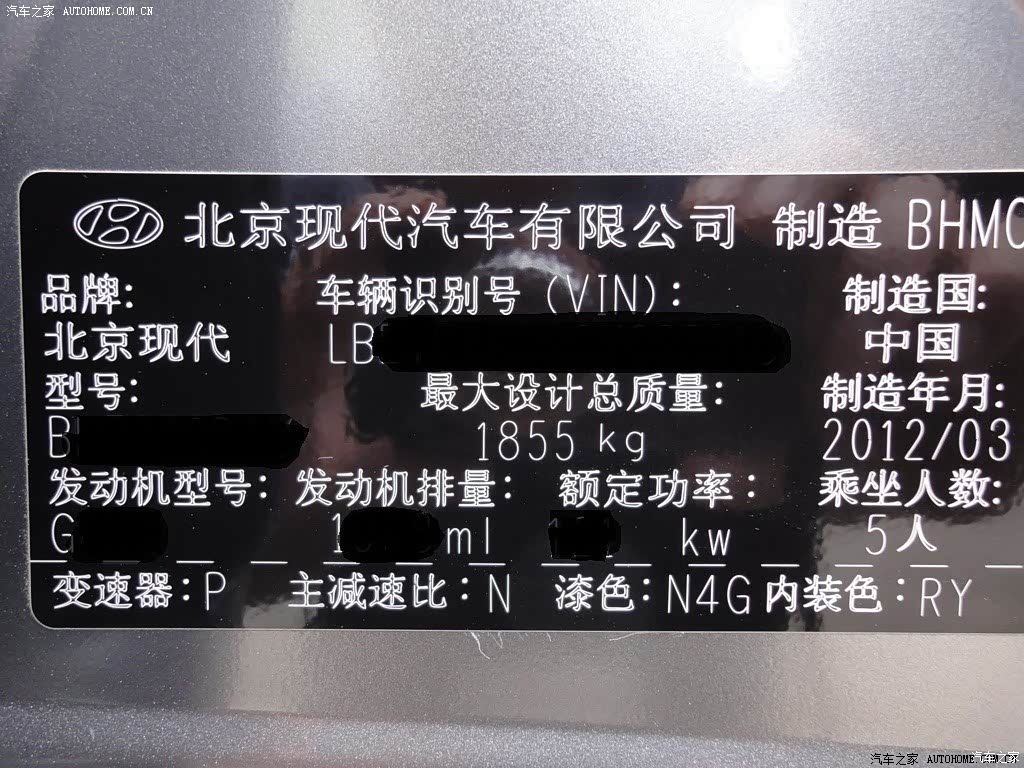 汽车之家 AUTOHOME.COM.CN
北京现代汽车有限公司 制造 BHMC
品牌: 车辆识别号 (VIN): 制造国:
北京现代 LB 中国
型号: 最大设计总质量: 制造年月:
B 1855 kg 2012/03
发动机型号: 发动机排量: 额定功率: 乘坐人数:
G 1 ml kw 5人
变速器:P 主减速比:N 漆色:N4G 内装色:RY
汽车之家 AUTOHOME.COM.CN
汽车之家